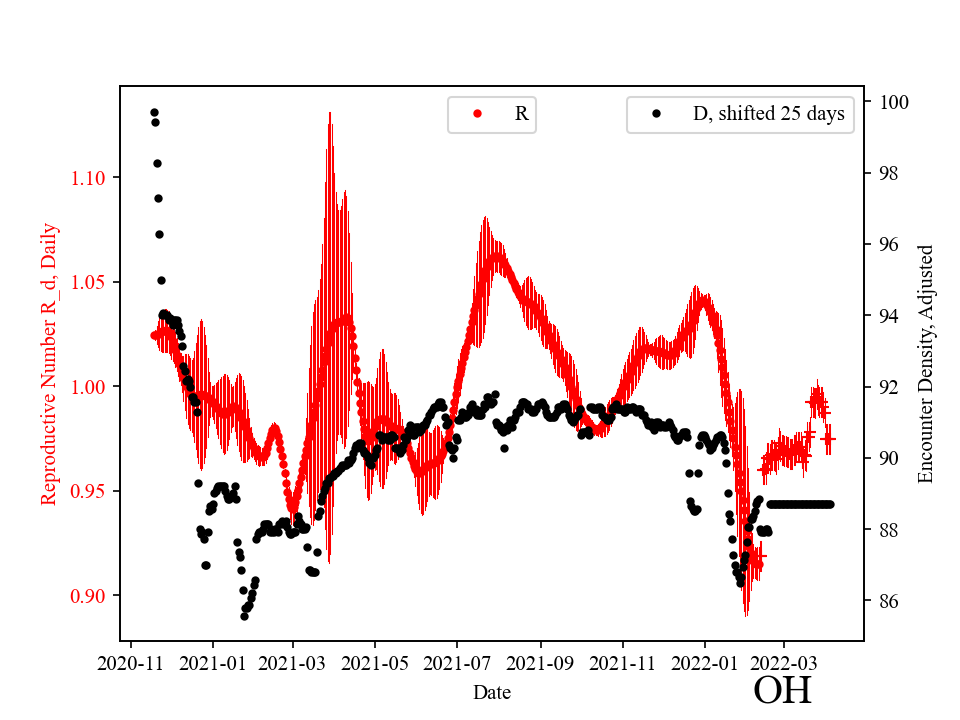 R
D, shifted 25 days
Reproductive Number R_d, Daily
1.10
1.05
1.00
0.95
0.90
100
98
96
94
92
90
88
86
Encounter Density, Adjusted
2020-11 2021-01 2021-03 2021-05 2021-07 2021-09 2021-11 2022-01 2022-03
Date
OH